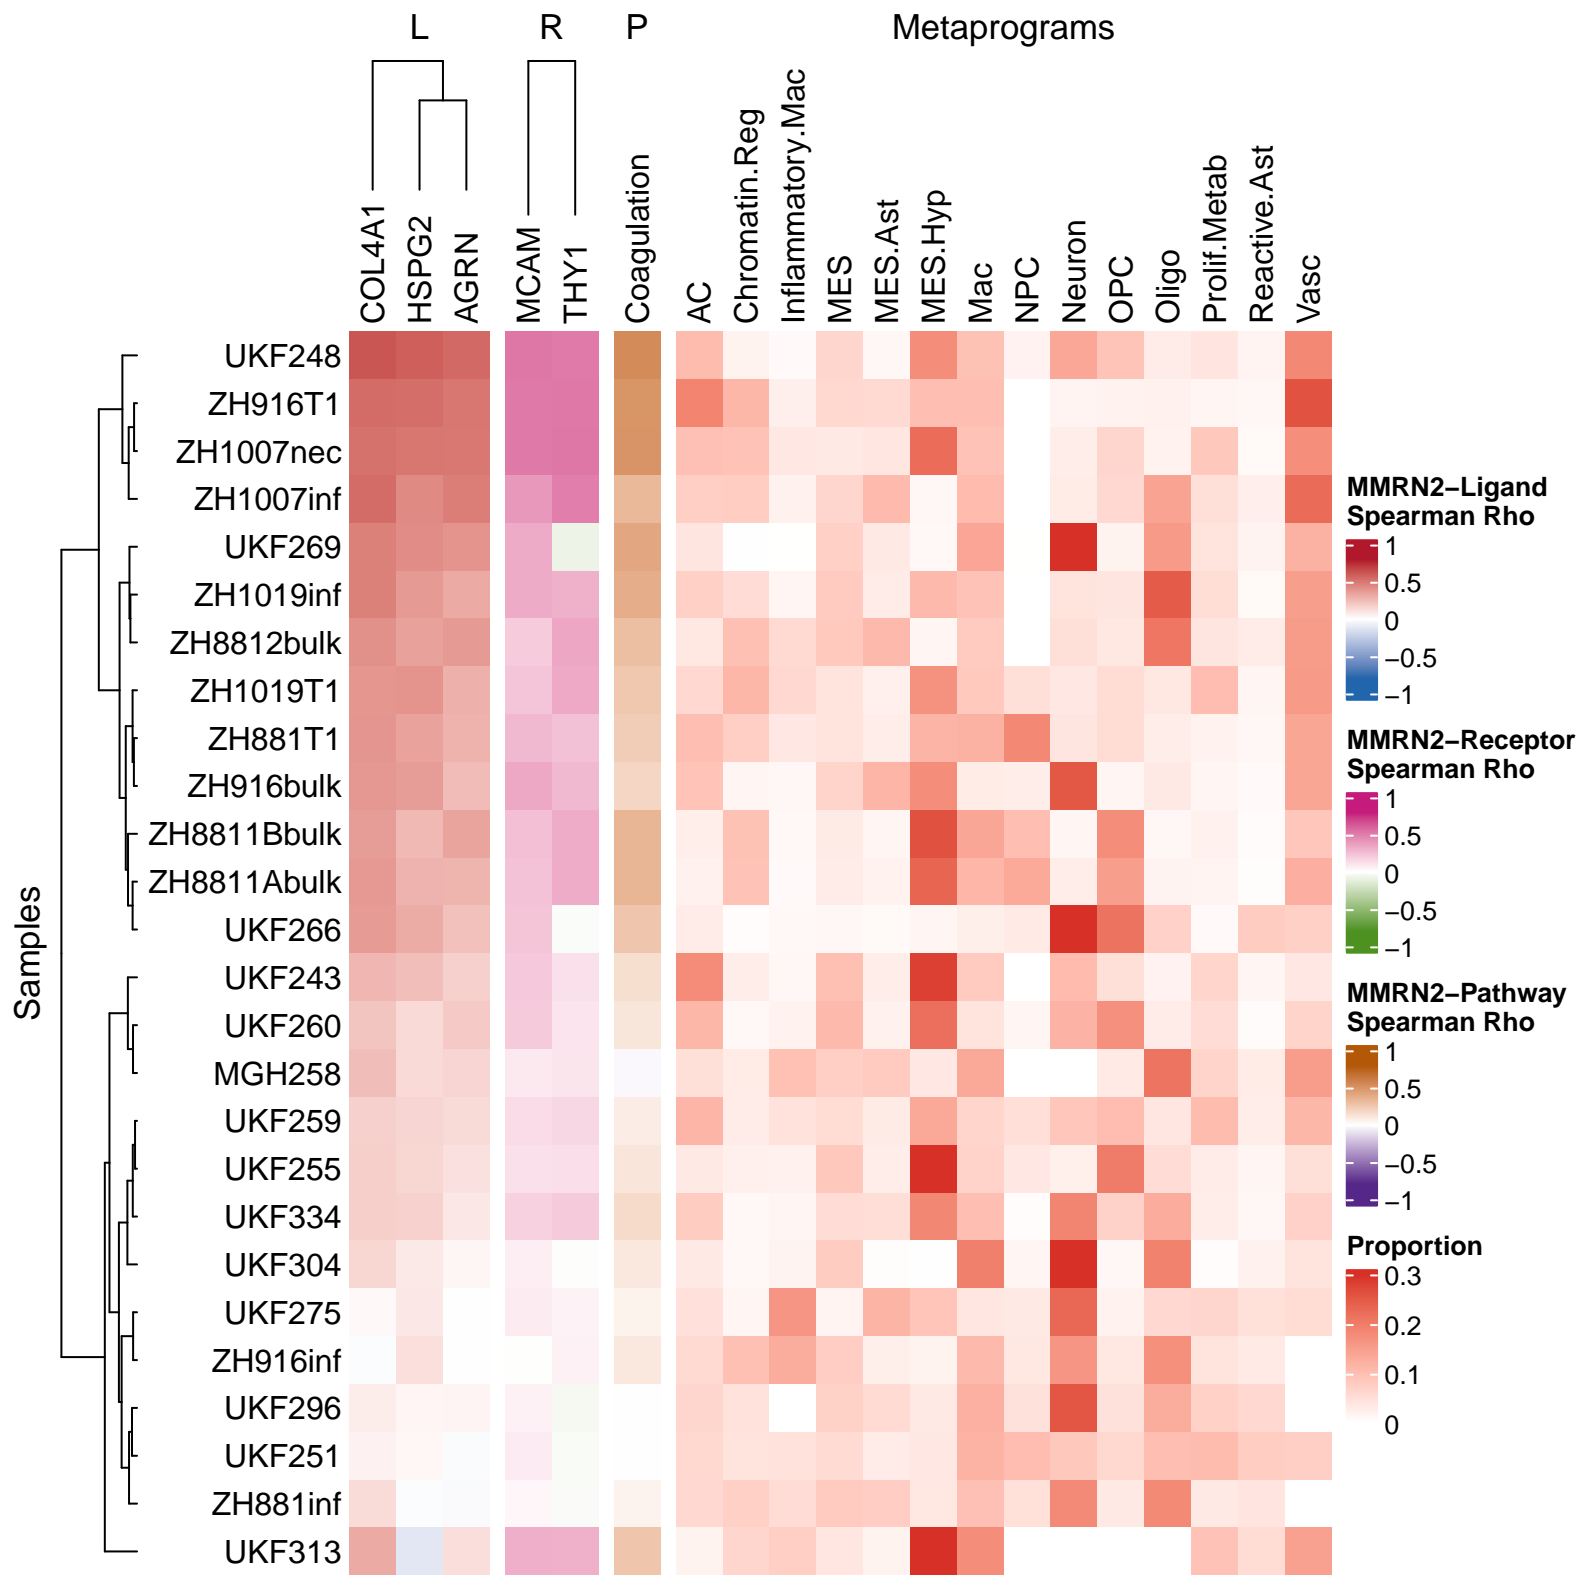 L R P Metaprograms
COL4A1 HSPG2 AGRN MCAM THY1 Coagulation AC Chromatin.Reg Inflammatory.Mac MES MES.Ast MES.Hyp Mac NPC Neuron OPC Oligo Prolif.Metab Reactive.Ast Vasc
Samples
UKF248
ZH916T1
ZH1007nec
ZH1007inf
UKF269
ZH1019inf
ZH8812bulk
ZH1019T1
ZH881T1
ZH916bulk
ZH8811Bbulk
ZH8811Abulk
UKF266
UKF243
UKF260
MGH258
UKF259
UKF255
UKF334
UKF304
UKF275
ZH916inf
UKF296
UKF251
ZH881inf
UKF313
MMRN2−Ligand
Spearman Rho
1
0.5
0
−0.5
−1
MMRN2−Receptor
Spearman Rho
1
0.5
0
−0.5
−1
MMRN2−Pathway
Spearman Rho
1
0.5
0
−0.5
−1
Proportion
0.3
0.2
0.1
0